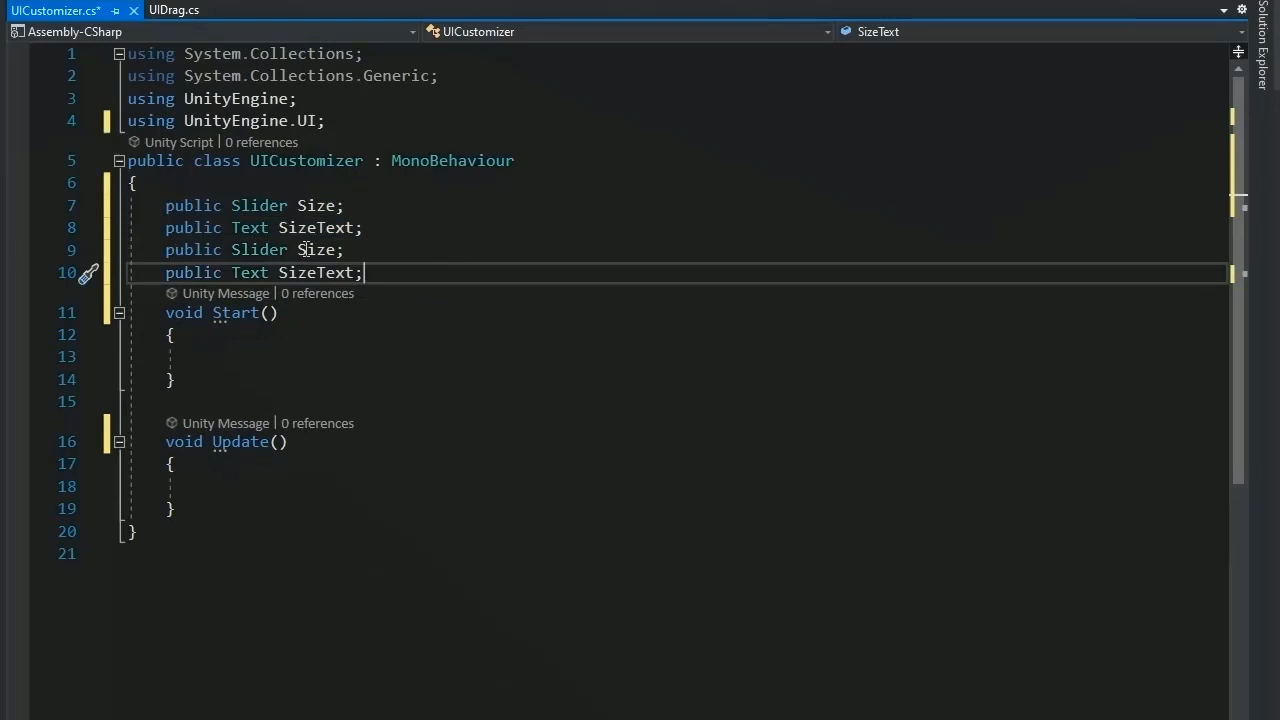 UICustomizer.cs*
UIDrag.cs
Assembly-CSharp
UICustomizer
SizeText
Solution Explorer
1 using System.Collections;
2 using System.Collections.Generic;
3 using UnityEngine;
4 using UnityEngine.UI;
Unity Script | 0 references
5 public class UICustomizer : MonoBehaviour
6 {
7 public Slider Size;
8 public Text SizeText;
9 public Slider Size;
10 public Text SizeText;
Unity Message | 0 references
11 void Start()
12 {
13
14 }
15
Unity Message | 0 references
16 void Update()
17 {
18
19 }
20 }
21